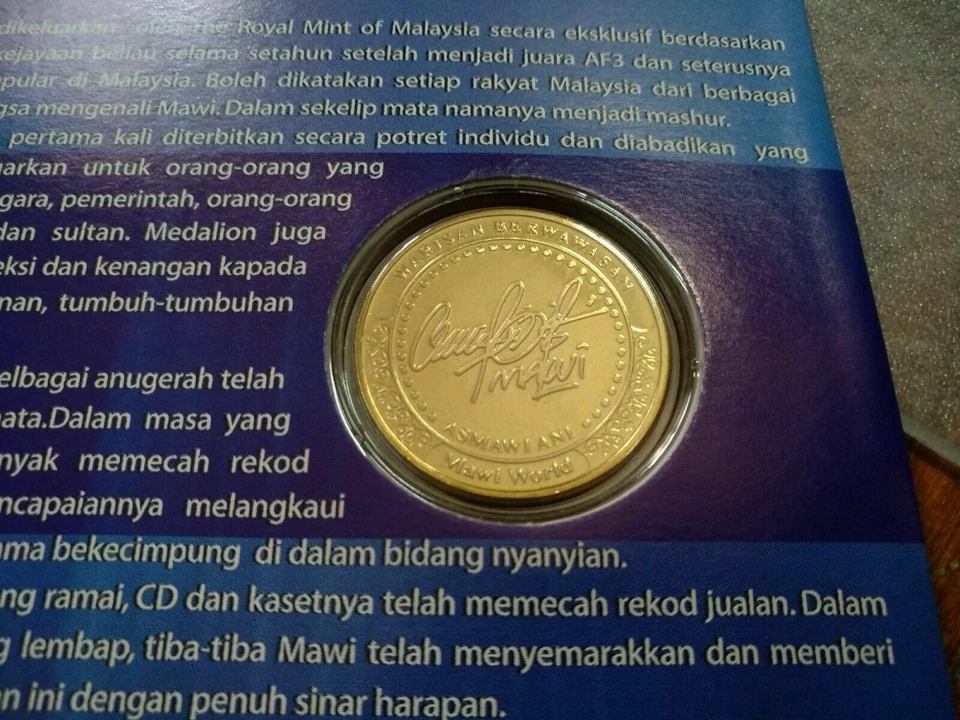 dikeluarkan oleh The Royal Mint of Malaysia secara eksklusif berdasarkan
kejayaan beliau selama setahun setelah menjadi juara AF3 dan seterusnya
popular di Malaysia. Boleh dikatakan setiap rakyat Malaysia dari berbagai
gsa mengenali Mawi. Dalam sekelip mata namanya menjadi mashur.
pertama kali diterbitkan secara potret individu dan diabadikan yang
garkan untuk orang-orang yang
gara, pemerintah, orang-orang
dan sultan. Medalion juga
eksi dan kenangan kapada
nan, tumbuh-tumbuhan
WARISAN BERWAWASAN
MAWI
ASMAWI ANI
Mawi World
elbagai anugerah telah
ata.Dalam masa yang
nyak memecah rekod
ncapaiannya melangkaui
ama bekecimpung di dalam bidang nyanyian.
ng ramai, CD dan kasetnya telah memecah rekod jualan. Dalam
g lembap, tiba-tiba Mawi telah menyemarakkan dan memberi
an ini dengan penuh sinar harapan.